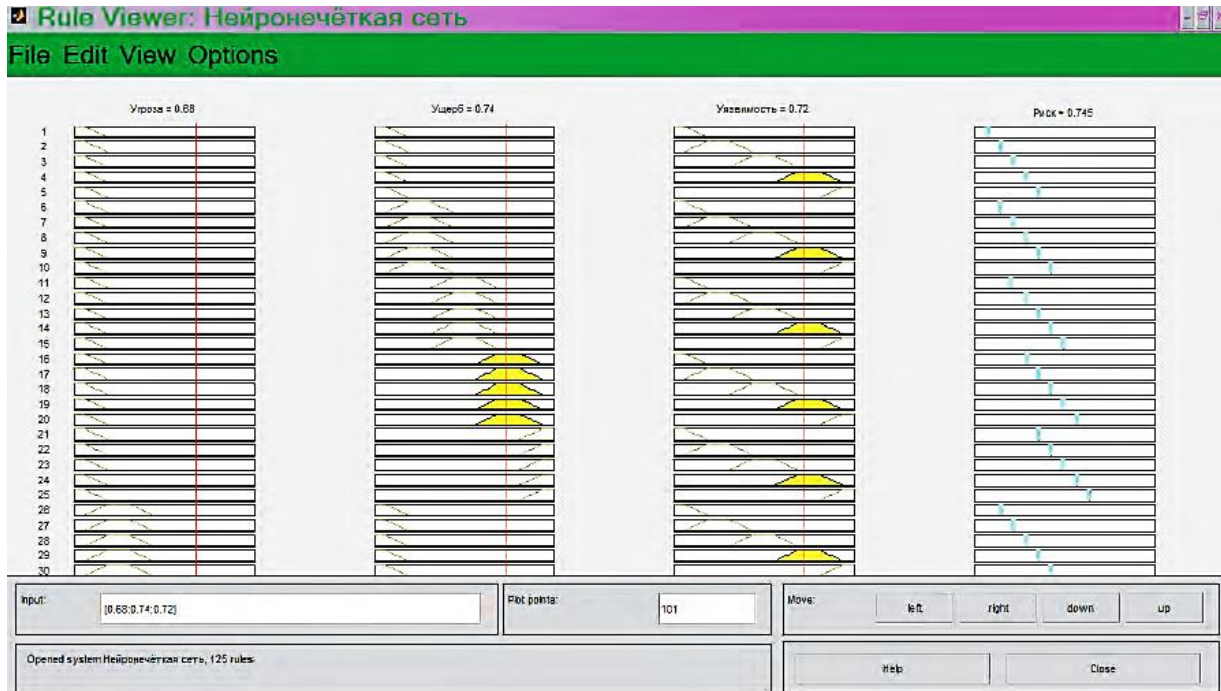 Rule Viewer: Нейронечёткая сеть
File Edit View Options
Угроза = 0.68
Ущерб = 0.74
Уязвимость = 0.72
Риск = 0.745
1
2
3
4
5
6
7
8
9
10
11
12
13
14
15
16
17
18
19
20
21
22
23
24
25
26
27
28
29
30
Input:
[0.68;0.74;0.72]
Plot points:
101
Move:
left
right
down
up
Opened system Нейронечёткая сеть, 125 rules
Help
Close